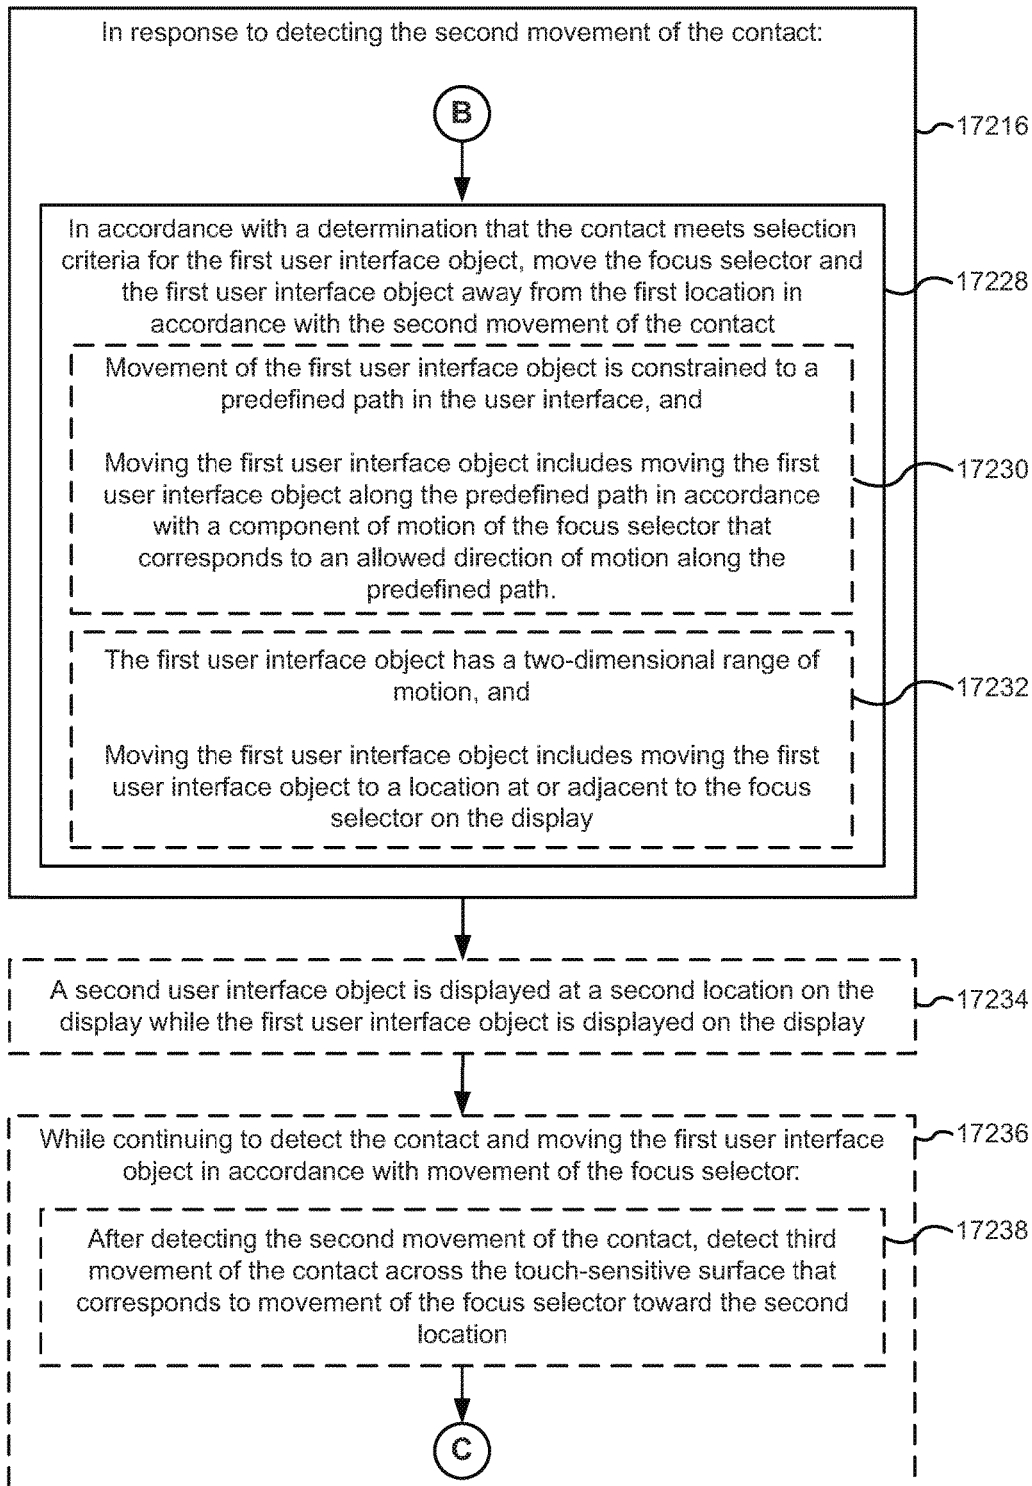 In response to detecting the second movement of the contact:
B
17216
In accordance with a determination that the contact meets selection
criteria for the first user interface object, move the focus selector and
the first user interface object away from the first location in
accordance with the second movement of the contact
17228
Movement of the first user interface object is constrained to a
predefined path in the user interface, and
Moving the first user interface object includes moving the first
user interface object along the predefined path in accordance
with a component of motion of the focus selector that
corresponds to an allowed direction of motion along the
predefined path.
17230
The first user interface object has a two-dimensional range of
motion, and
17232
Moving the first user interface object includes moving the first
user interface object to a location at or adjacent to the focus
selector on the display
A second user interface object is displayed at a second location on the
display while the first user interface object is displayed on the display
17234
While continuing to detect the contact and moving the first user interface
object in accordance with movement of the focus selector:
17236
After detecting the second movement of the contact, detect third
movement of the contact across the touch-sensitive surface that
corresponds to movement of the focus selector toward the second
location
17238
C